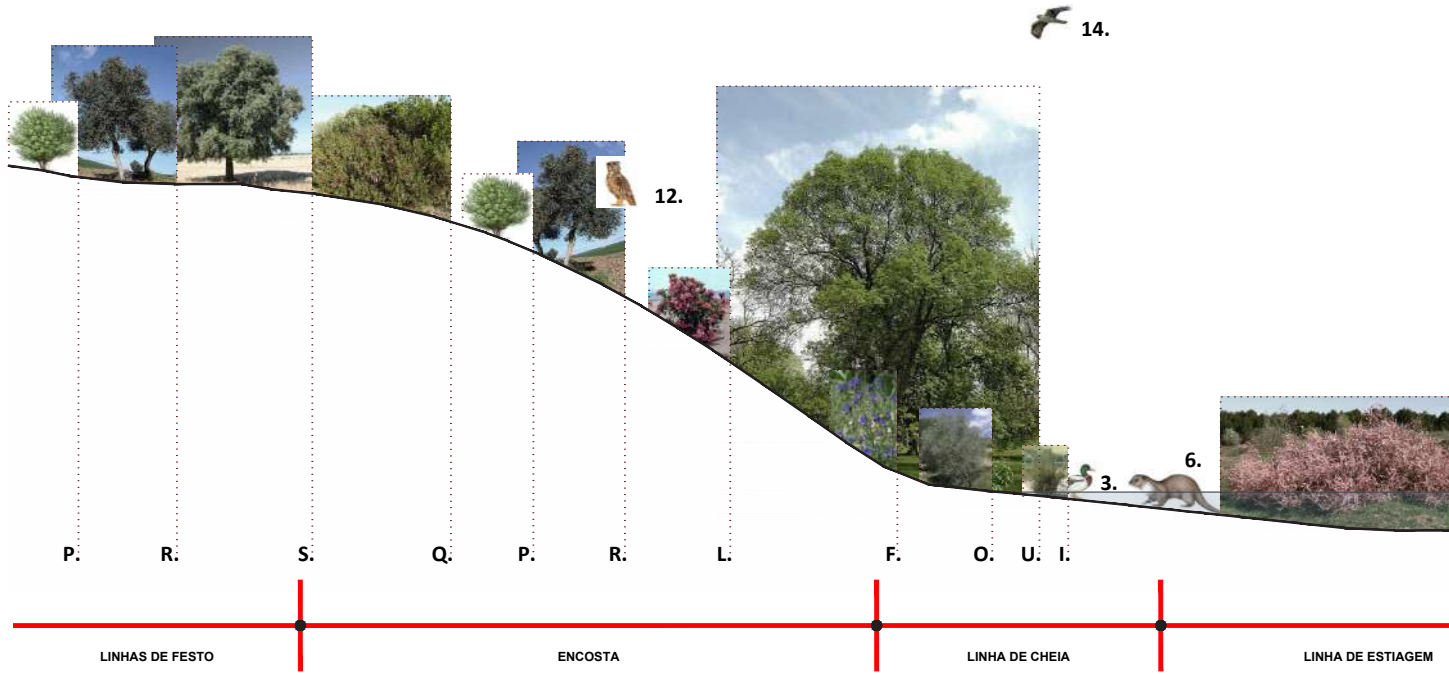 14.
12.
6.
3.
P. R. S. Q. P. R. L. F. O. U. I.
LINHAS DE FESTO ENCOSTA LINHA DE CHEIA LINHA DE ESTIAGEM